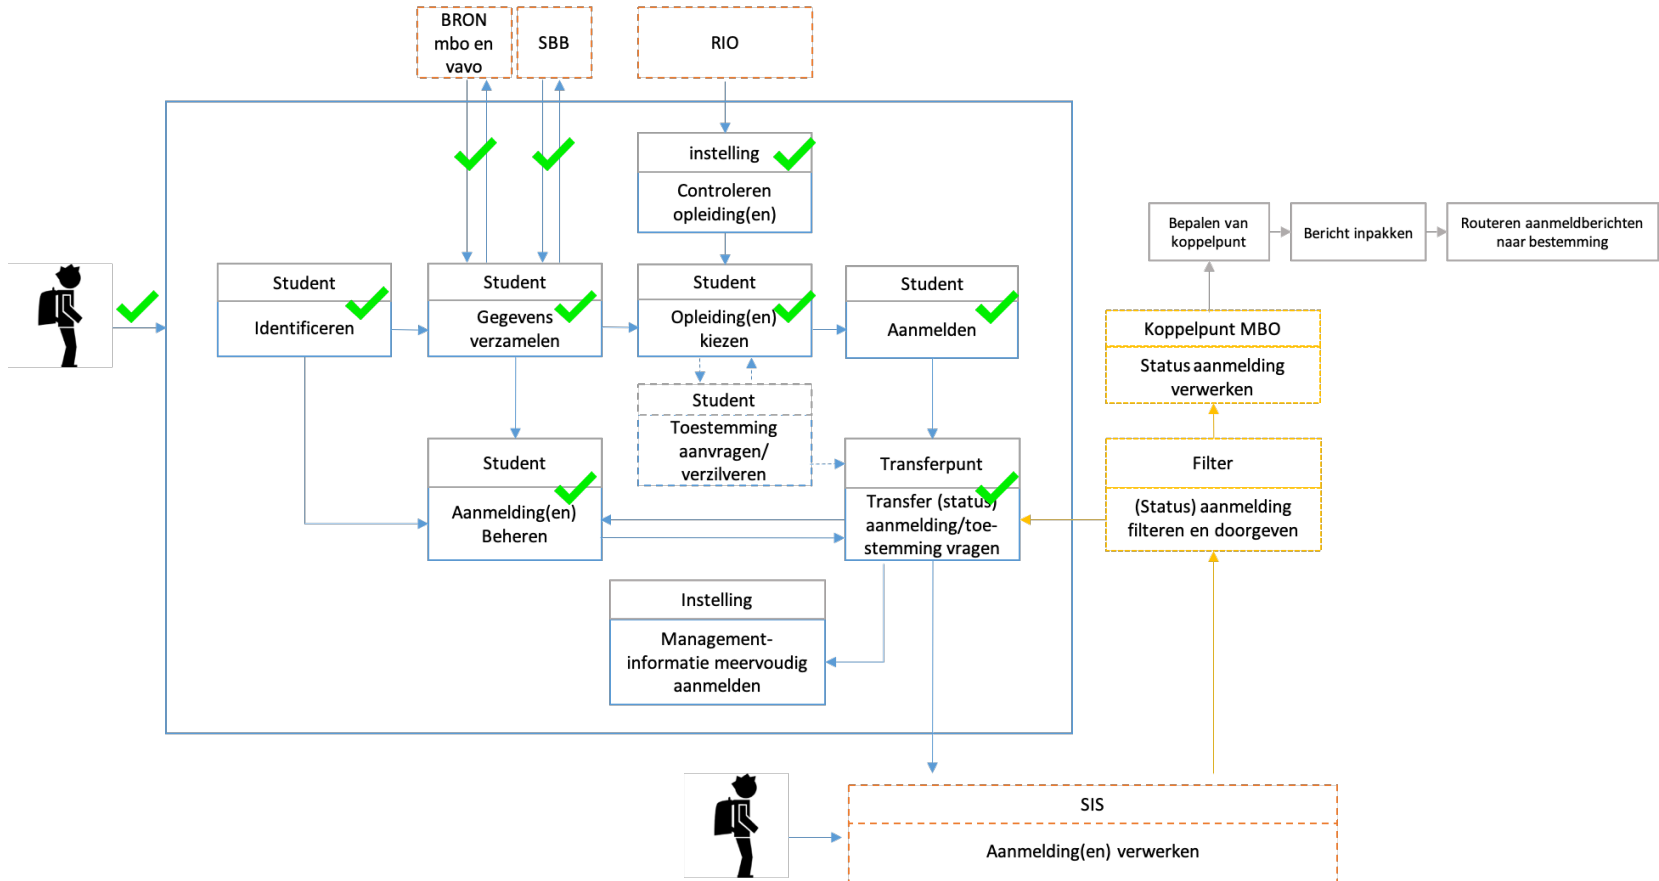 BRON
mbo en
vavo
SBB
RIO
instelling
Controleren
opleiding(en)
Student
Identificeren
Student
Gegevens
verzamelen
Student
Opleiding(en)
kiezen
Student
Aanmelden
Student
Toestemming
aanvragen/
verzilveren
Student
Aanmelding(en)
Beheren
Transferpunt
Transfer (status)
aanmelding/toe-
stemming vragen
Instelling
Management-
informatie meervoudig
aanmelden
Bepalen van
koppelpunt
Bericht inpakken
Routeren aanmeldberichten
naar bestemming
Koppelpunt MBO
Status aanmelding
verwerken
Filter
(Status) aanmelding
filteren en doorgeven
SIS
Aanmelding(en) verwerken